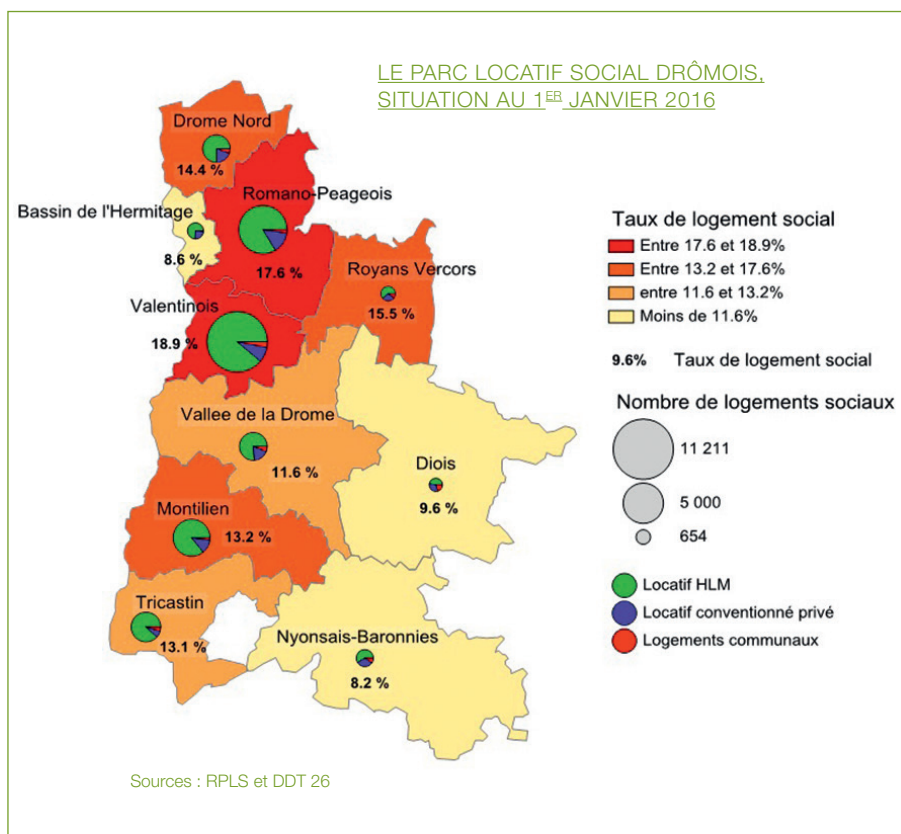 LE PARC LOCATIF SOCIAL DRÔMOIS,
SITUATION AU 1ER JANVIER 2016
Drome Nord
14.4 %
Romano-Peageois
17.6 %
Bassin de l'Hermitage
8.6 %
Royans Vercors
15.5 %
Valentinois
18.9 %
Vallee de la Drome
11.6 %
Diois
9.6 %
Montilien
13.2 %
Tricastin
13.1 %
Nyonsais-Baronnies
8.2 %
Taux de logement social
Entre 17.6 et 18.9%
Entre 13.2 et 17.6%
entre 11.6 et 13.2%
Moins de 11.6%
9.6% Taux de logement social
Nombre de logements sociaux
11 211
5 000
654
Locatif HLM
Locatif conventionné privé
Logements communaux
Sources : RPLS et DDT 26